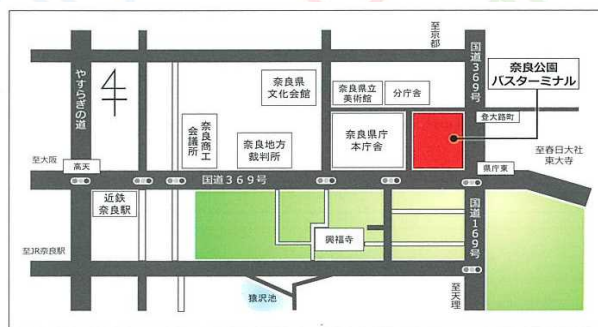 至京都
国道369号
奈良公園
バスターミナル
やすらぎの道
奈良県
文化会館
奈良県立
美術館
分庁舎
登大路町
奈良商工
会議所
奈良地方
裁判所
奈良県庁
本庁舎
至春日大社
東大寺
至大阪
高天
国道369号
県庁東
近鉄
奈良駅
国道169号
興福寺
至JR奈良駅
猿沢池
至天理